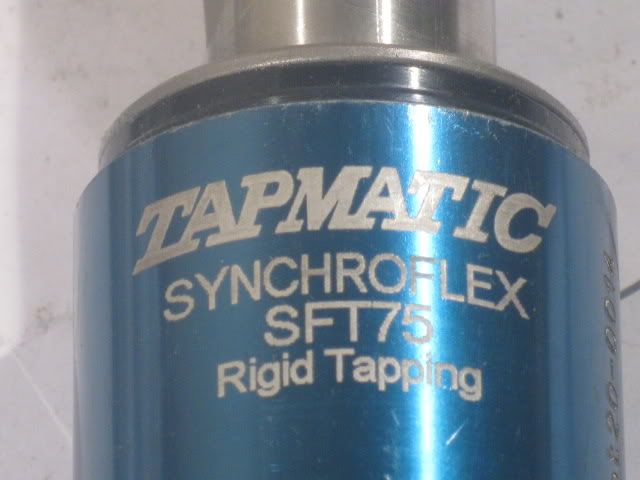 TAPMATIC
SYNCHROFLEX
SFT75
Rigid Tapping